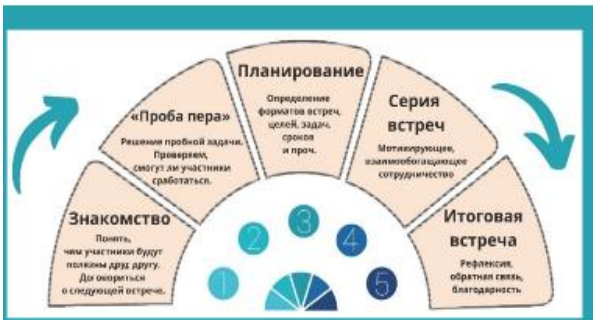 Знакомство
Понять,
чем участники будут
полезны друг другу.
Договориться
о следующей встрече.
«Проба пера»
Решение пробной задачи.
Проверяем,
смогут ли участники
сработаться.
Планирование
Определение
форматов встреч,
целей, задач,
сроков
и проч.
Серия
встреч
Мотивирующее,
взаимообогащающее
сотрудничество
Итоговая
встреча
Рефлексия,
обратная связь,
благодарность
1
2
3
4
5